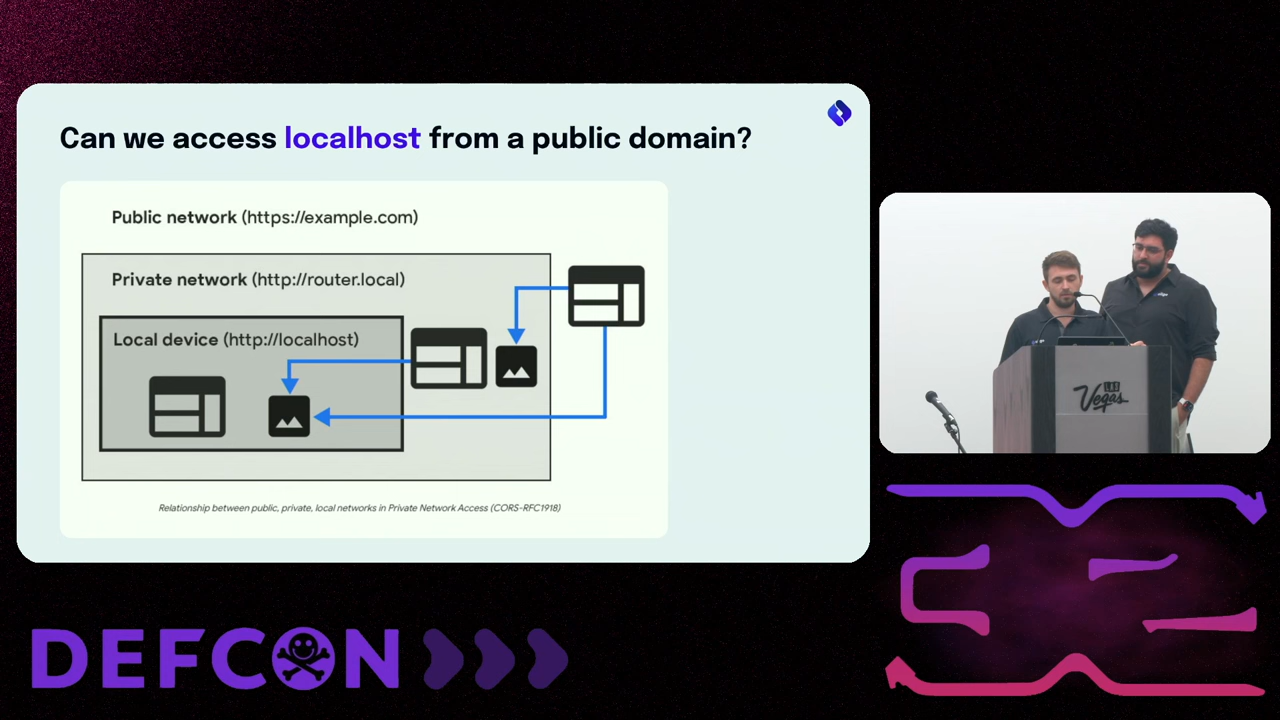 Can we access localhost from a public domain?
Public network (https://example.com)
Private network (http://router.local)
Local device (http://localhost)
Relationship between public, private, local networks in Private Network Access (CORS-RFC1918)
LAS
Vegas
DEFCON